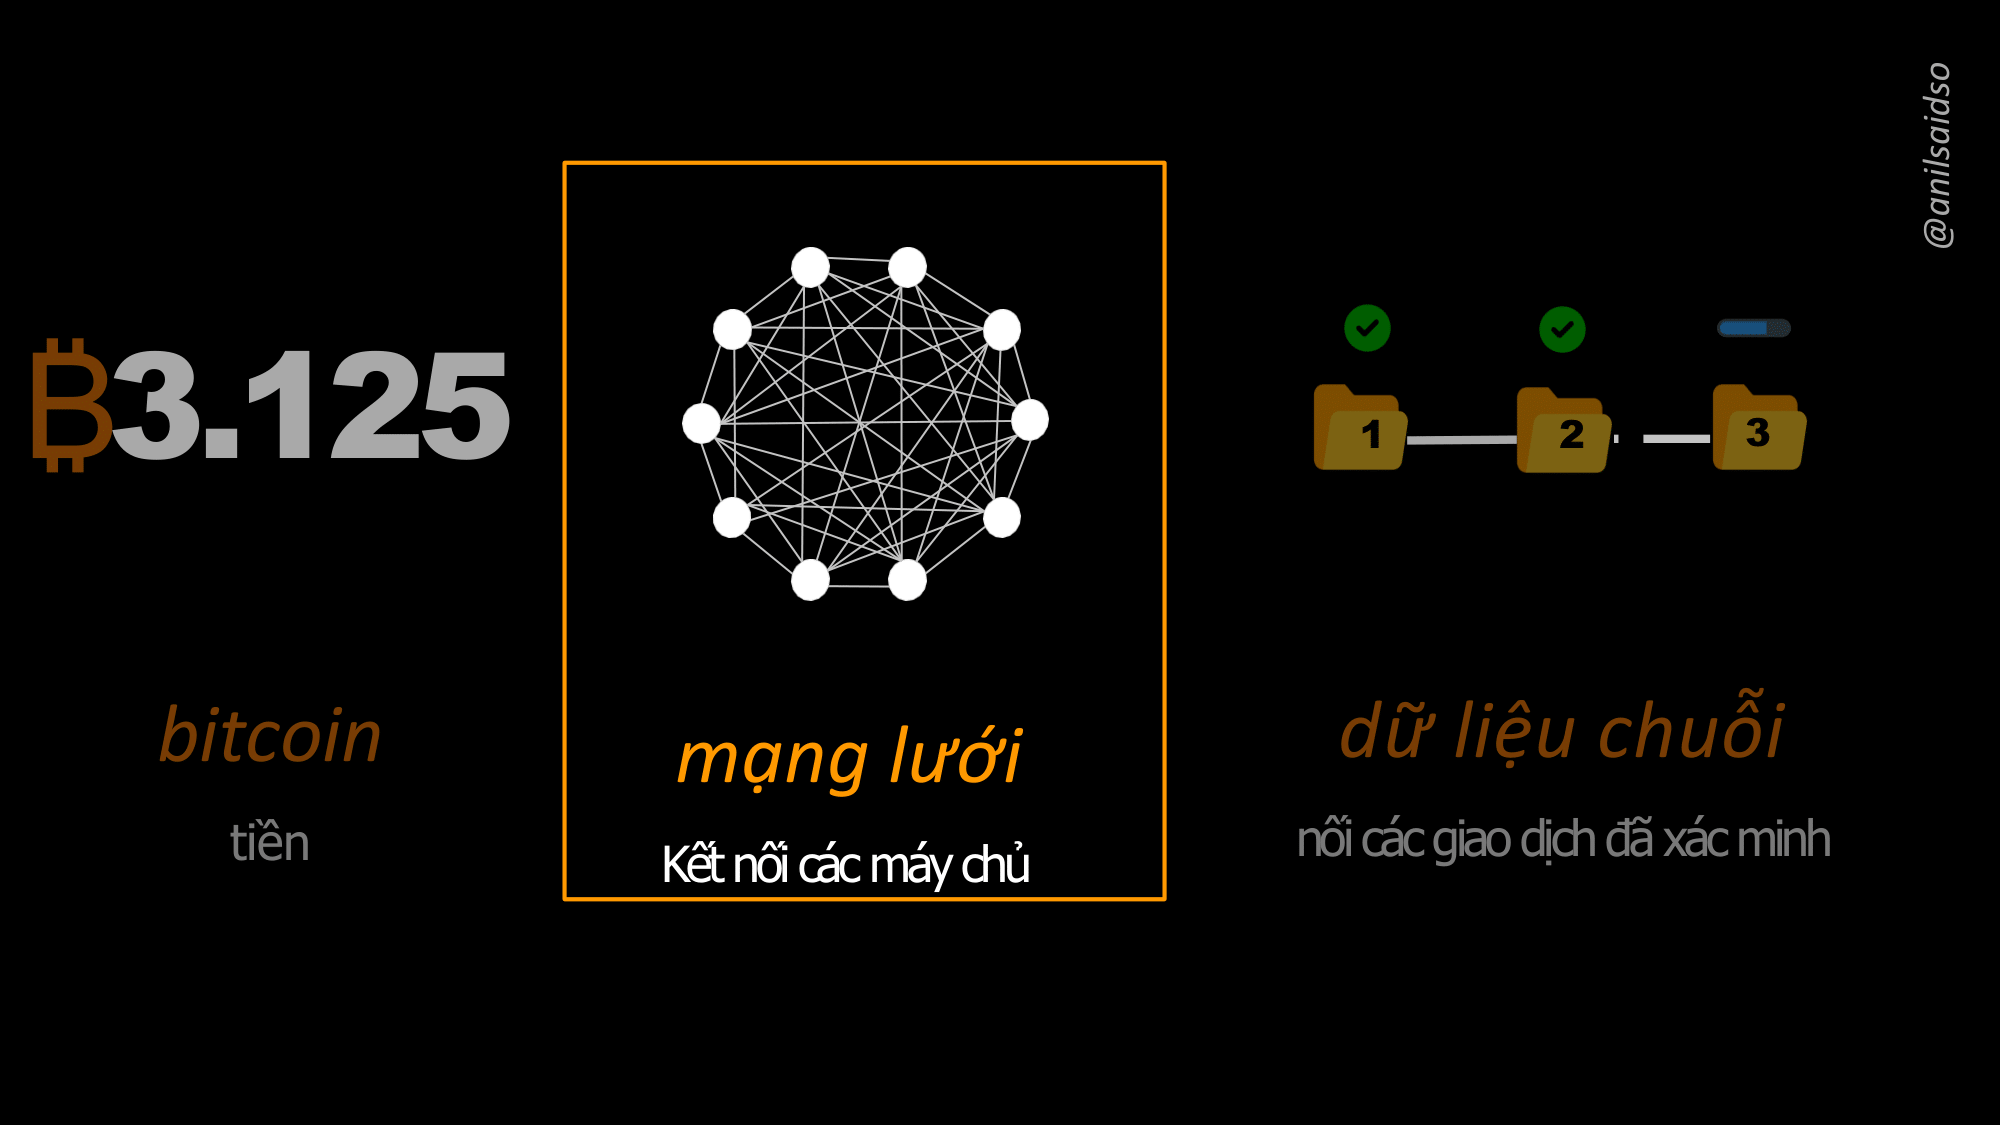 @anilsaidso
₿3.125
1
2
3
bitcoin
mạng lưới
dữ liệu chuỗi
tiền
Kết nối các máy chủ
nối các giao dịch đã xác minh